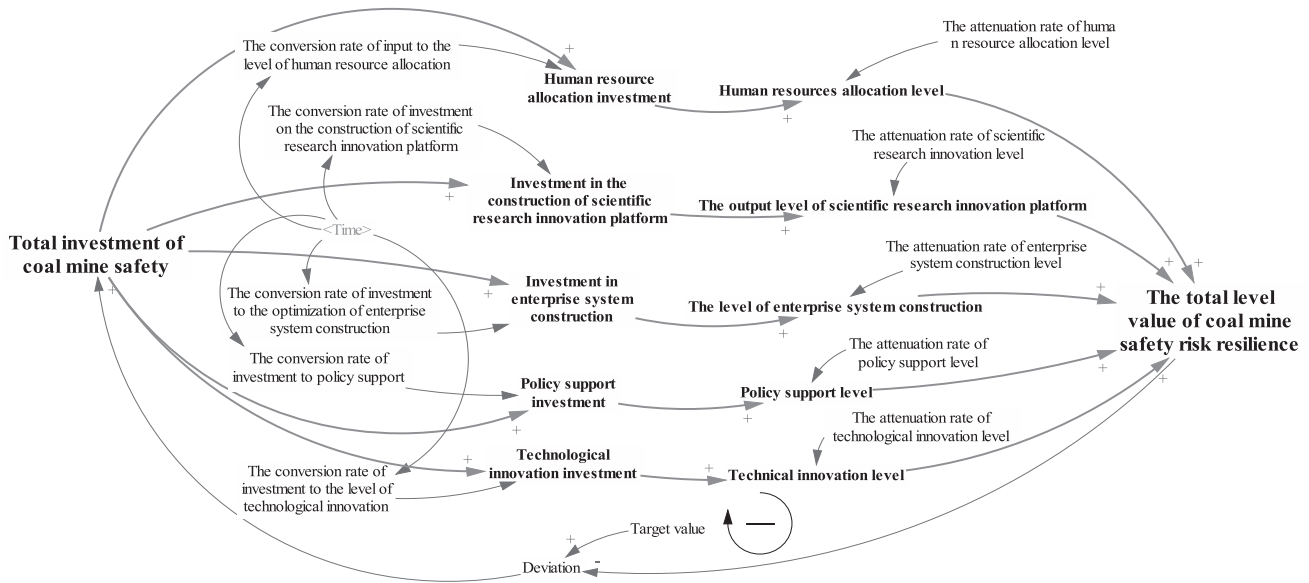 The conversion rate of input to the
level of human resource allocation
The attenuation rate of huma
n resource allocation level
+
Human resource
allocation investment
+
Human resources allocation level
The conversion rate of investment
on the construction of scientific
research innovation platform
The attenuation rate of scientific
research innovation level
+
Investment in the
construction of scientific
research innovation platform
+
The output level of scientific research innovation platform
<Time>
Total investment of
coal mine safety
+
The attenuation rate of enterprise
system construction level
+
+
The conversion rate of investment
to the optimization of enterprise
system construction
+
Investment in
enterprise system
construction
+
The level of enterprise system construction
+
The total level
value of coal mine
safety risk resilience
The conversion rate of
investment to policy support
The attenuation rate of
policy support level
+
Policy support
investment
+
+
Policy support level
+
The attenuation rate of
technological innovation level
The conversion rate of
investment to the level of
technological innovation
+
Technological
innovation investment
+
Technical innovation level
Target value
+
Deviation
-